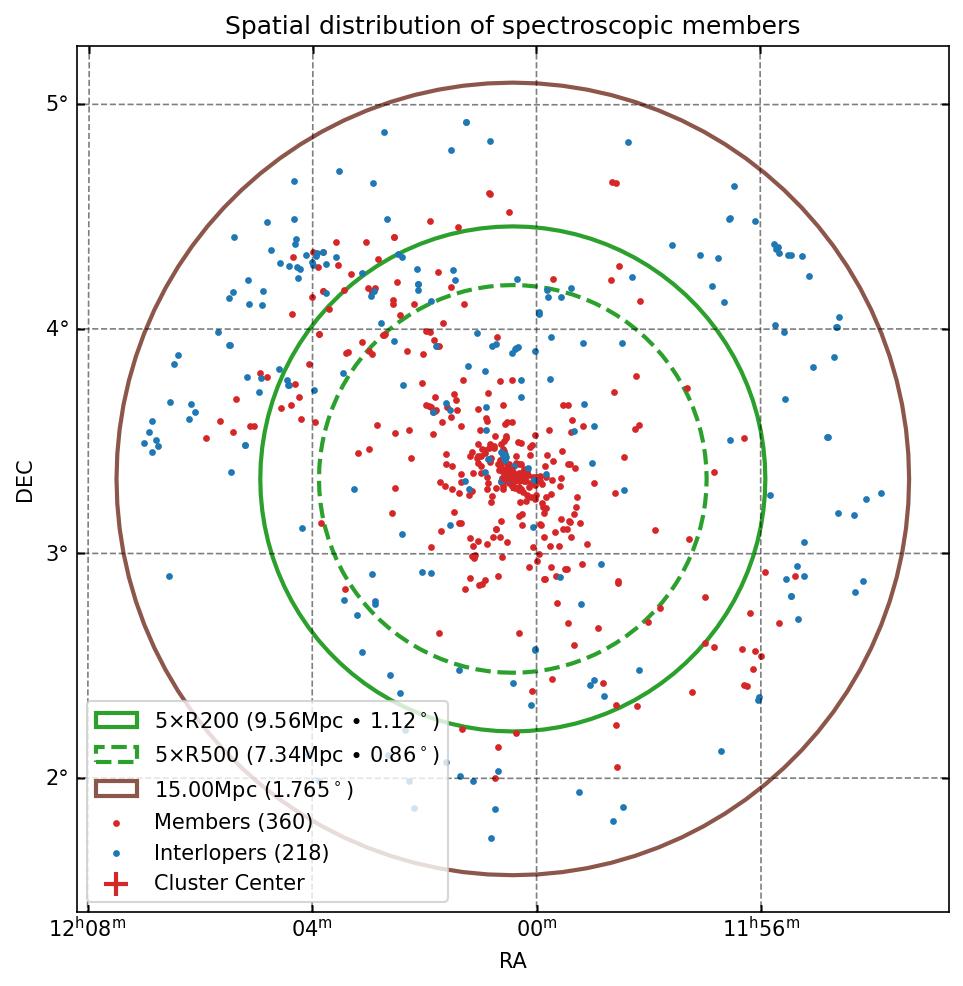 Spatial distribution of spectroscopic members
5°
4°
3°
2°
DEC
5×R200 (9.56Mpc • 1.12°)
5×R500 (7.34Mpc • 0.86°)
15.00Mpc (1.765°)
Members (360)
Interlopers (218)
Cluster Center
12ʰ08ᵐ 04ᵐ 00ᵐ 11ʰ56ᵐ
RA